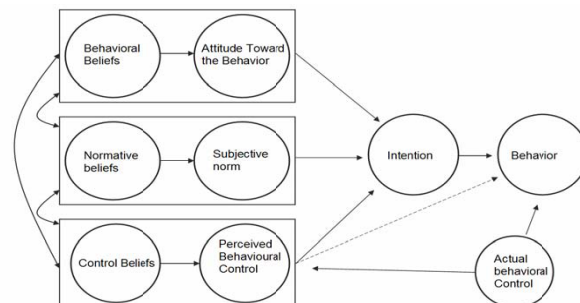 Behavioral
Beliefs
Attitude Toward
the Behavior
Normative
beliefs
Subjective
norm
Intention
Behavior
Control Beliefs
Perceived
Behavioural
Control
Actual
behavioral
Control